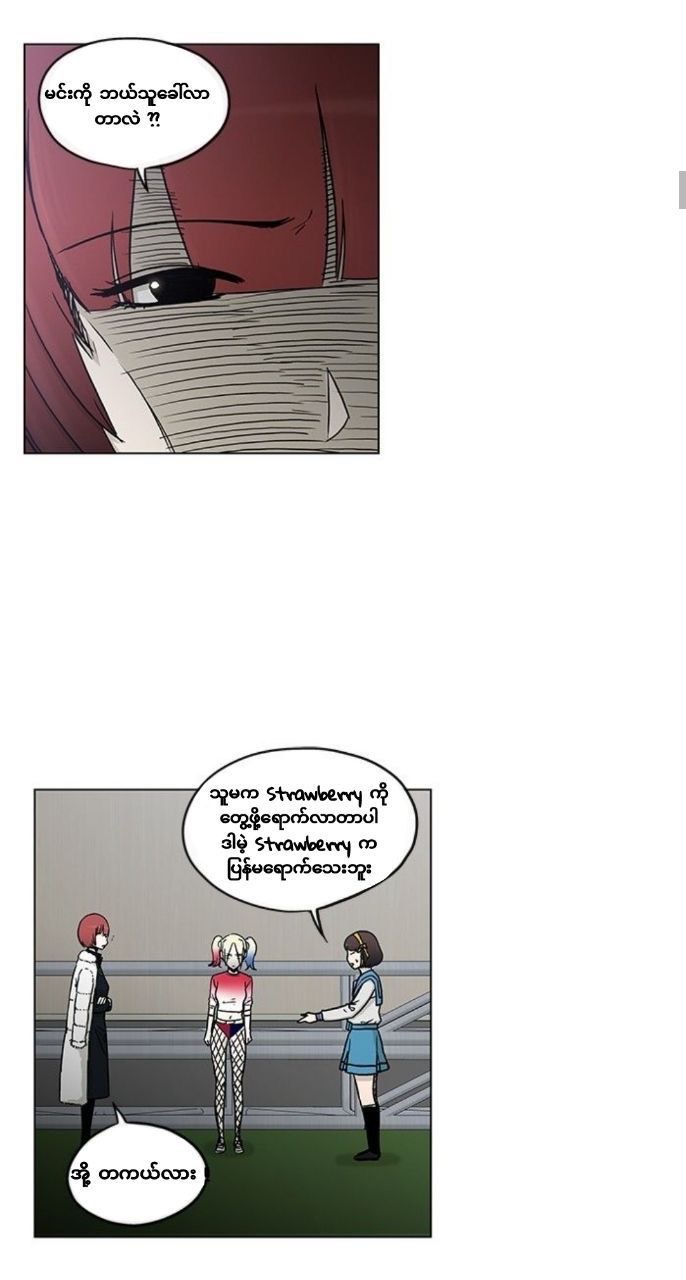 မင်းကို ဘယ်သူခေါ်လာ
တာလဲ ??
သူမက Strawberry ကို
တွေ့ဖို့ရောက်လာတာပါ
ဒါမဲ့ Strawberry က
ပြန်မရောက်သေးဘူး
အို့ တကယ်လား !